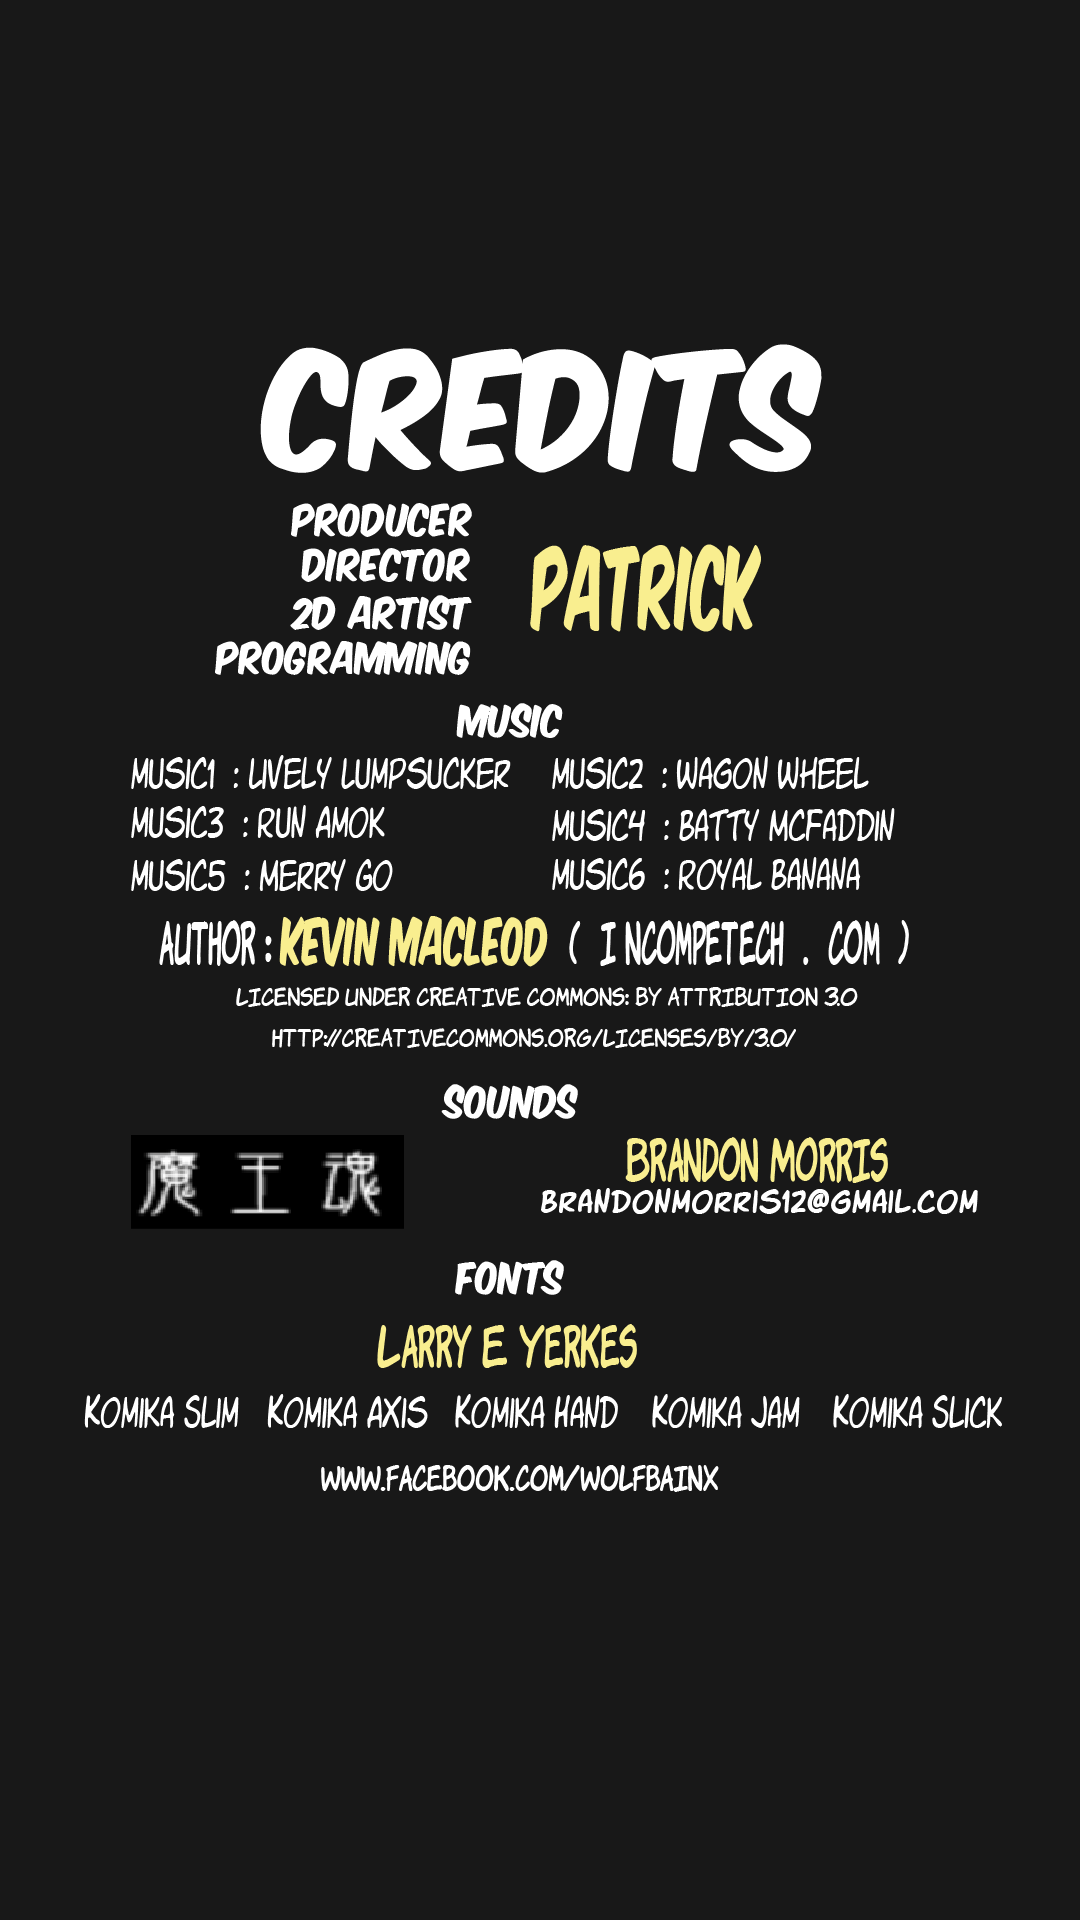 CREDITS
PRODUCER
DIRECTOR
2D ARTIST
PROGRAMMING
PATRICK
MUSIC
MUSIC1 : LIVELY LUMPSUCKER
MUSIC2 : WAGON WHEEL
MUSIC3 : RUN AMOK
MUSIC4 : BATTY MCFADDIN
MUSIC5 : MERRY GO
MUSIC6 : ROYAL BANANA
AUTHOR : KEVIN MACLEOD ( INCOMPETECH . COM )
LICENSED UNDER CREATIVE COMMONS: BY ATTRIBUTION 3.0
HTTP://CREATIVECOMMONS.ORG/LICENSES/BY/3.0/
SOUNDS
魔王魂
BRANDON MORRIS
BRANDONMORRIS12@GMAIL.COM
FONTS
LARRY E YERKES
KOMIKA SLIM KOMIKA AXIS KOMIKA HAND KOMIKA JAM KOMIKA SLICK
WWW.FACEBOOK.COM/WOLFBAINX